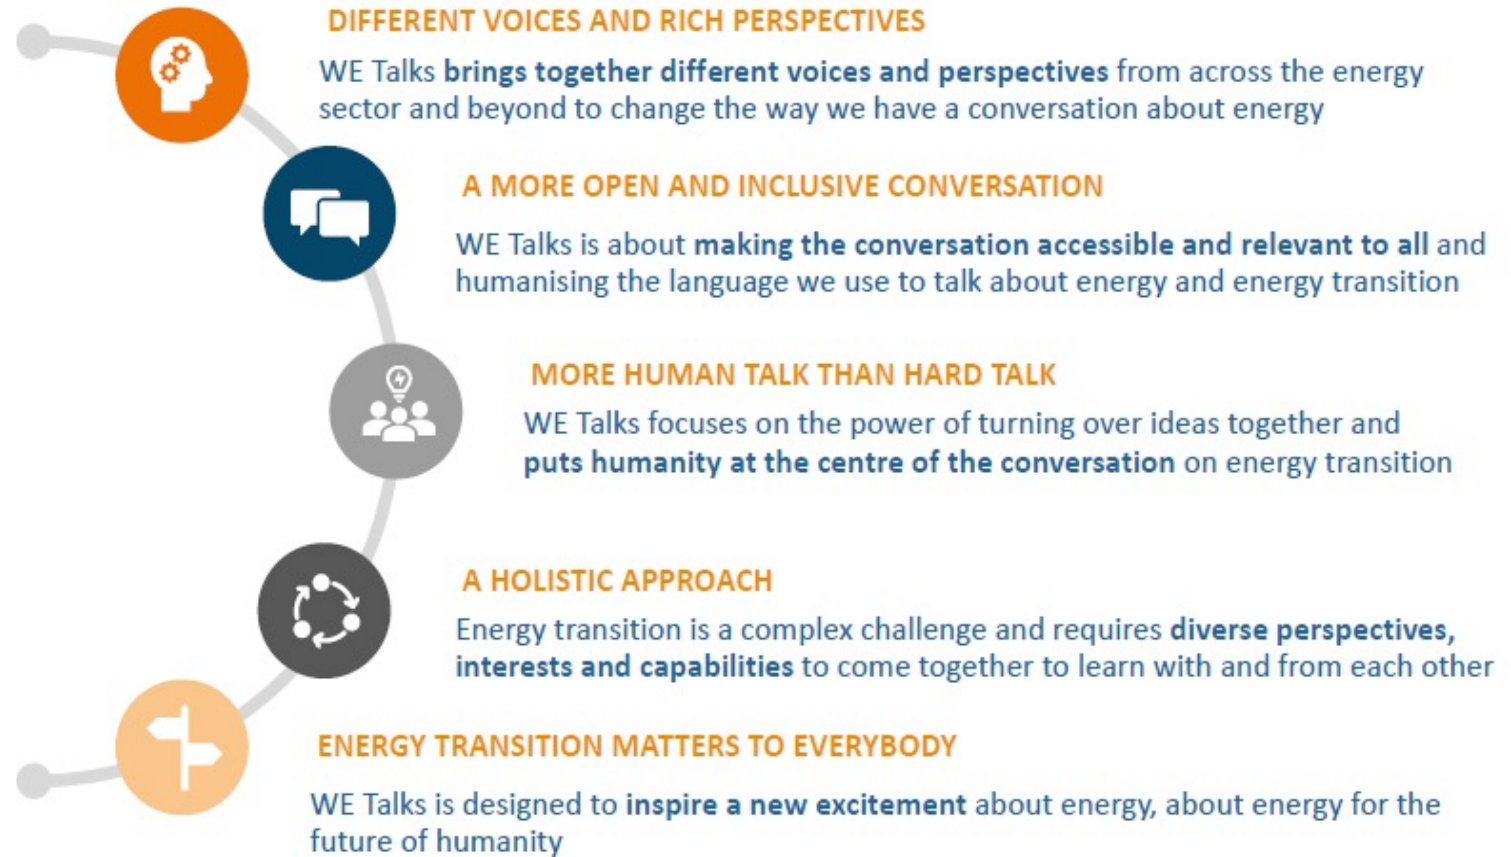 DIFFERENT VOICES AND RICH PERSPECTIVES
WE Talks brings together different voices and perspectives from across the energy
sector and beyond to change the way we have a conversation about energy
A MORE OPEN AND INCLUSIVE CONVERSATION
WE Talks is about making the conversation accessible and relevant to all and
humanising the language we use to talk about energy and energy transition
MORE HUMAN TALK THAN HARD TALK
WE Talks focuses on the power of turning over ideas together and
puts humanity at the centre of the conversation on energy transition
A HOLISTIC APPROACH
Energy transition is a complex challenge and requires diverse perspectives,
interests and capabilities to come together to learn with and from each other
ENERGY TRANSITION MATTERS TO EVERYBODY
WE Talks is designed to inspire a new excitement about energy, about energy for the
future of humanity